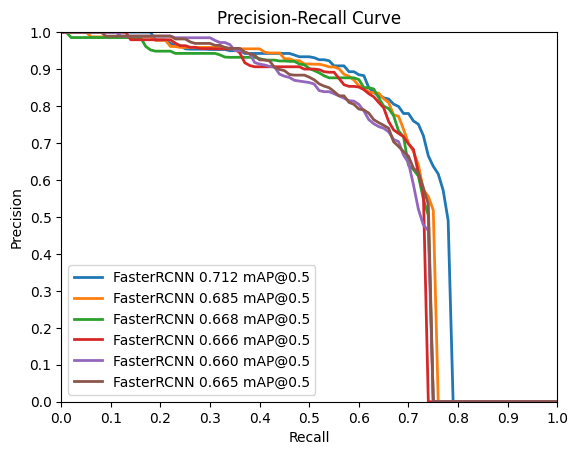 Precision-Recall Curve
1.0
0.9
0.8
0.7
0.6
0.5
0.4
0.3
0.2
0.1
0.0
Precision
FasterRCNN 0.712 mAP@0.5
FasterRCNN 0.685 mAP@0.5
FasterRCNN 0.668 mAP@0.5
FasterRCNN 0.666 mAP@0.5
FasterRCNN 0.660 mAP@0.5
FasterRCNN 0.665 mAP@0.5
0.0 0.1 0.2 0.3 0.4 0.5 0.6 0.7 0.8 0.9 1.0
Recall